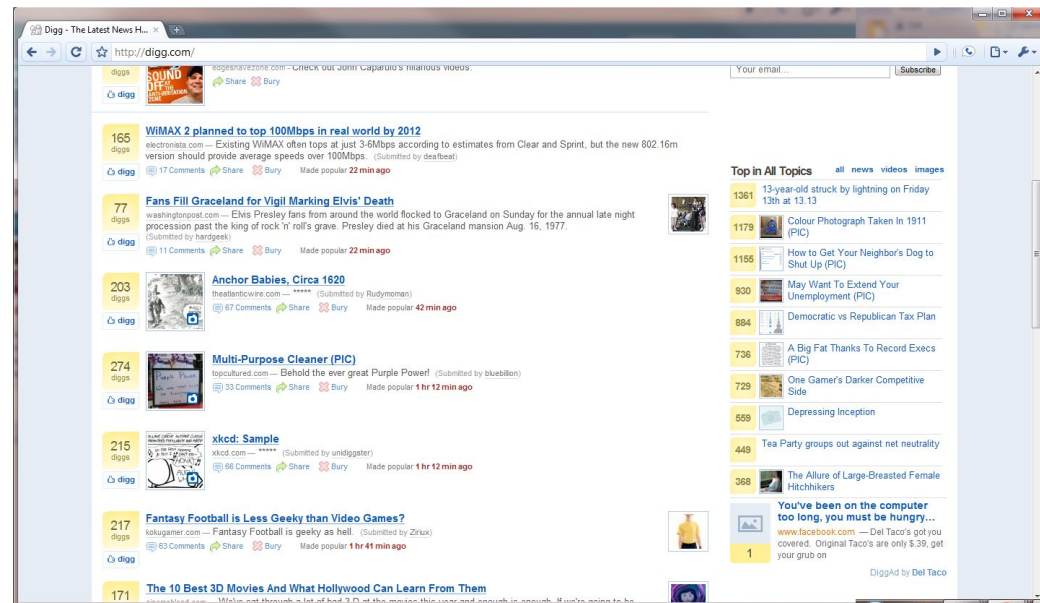 Digg - The Latest News H...
http://digg.com/
diggs
digg
SOUND
OFF AT THE
edgeshavezone.com - Check out John Caparulo's hilarious videos.
Share Bury
165
diggs
digg
WiMAX 2 planned to top 100Mbps in real world by 2012
electronista.com — Existing WiMAX often tops at just 3-6Mbps according to estimates from Clear and Sprint, but the new 802.16m
version should provide average speeds over 100Mbps. (Submitted by deafbeat)
17 Comments Share Bury Made popular 22 min ago
77
diggs
digg
Fans Fill Graceland for Vigil Marking Elvis' Death
washingtonpost.com — Elvis Presley fans from around the world flocked to Graceland on Sunday for the annual late night
procession past the king of rock 'n' roll's grave. Presley died at his Graceland mansion Aug. 16, 1977.
(Submitted by hardgeek)
11 Comments Share Bury Made popular 22 min ago
203
diggs
digg
Anchor Babies, Circa 1620
theatlanticwire.com — ***** (Submitted by Rudymoman)
67 Comments Share Bury Made popular 42 min ago
274
diggs
digg
Multi-Purpose Cleaner (PIC)
topcultured.com — Behold the ever great Purple Power! (Submitted by bluebillion)
33 Comments Share Bury Made popular 1 hr 12 min ago
215
diggs
digg
xkcd: Sample
xkcd.com — ***** (Submitted by unidiggster)
66 Comments Share Bury Made popular 1 hr 12 min ago
217
diggs
digg
Fantasy Football is Less Geeky than Video Games?
kokugamer.com — Fantasy Football is geeky as hell. (Submitted by Ziriux)
63 Comments Share Bury Made popular 1 hr 41 min ago
171
The 10 Best 3D Movies And What Hollywood Can Learn From Them
Your email... Subscribe
Top in All Topics all news videos images
1361 13-year-old struck by lightning on Friday
13th at 13.13
1179 Colour Photograph Taken In 1911
(PIC)
1155 How to Get Your Neighbor's Dog to
Shut Up (PIC)
930 May Want To Extend Your
Unemployment (PIC)
884 Democratic vs Republican Tax Plan
736 A Big Fat Thanks To Record Execs
(PIC)
729 One Gamer's Darker Competitive
Side
559 Depressing Inception
449 Tea Party groups out against net neutrality
368 The Allure of Large-Breasted Female
Hitchhikers
1
You've been on the computer
too long, you must be hungry...
www.facebook.com — Del Taco's got you
covered. Original Taco's are only $.39, get
your grub on
DiggAd by Del Taco